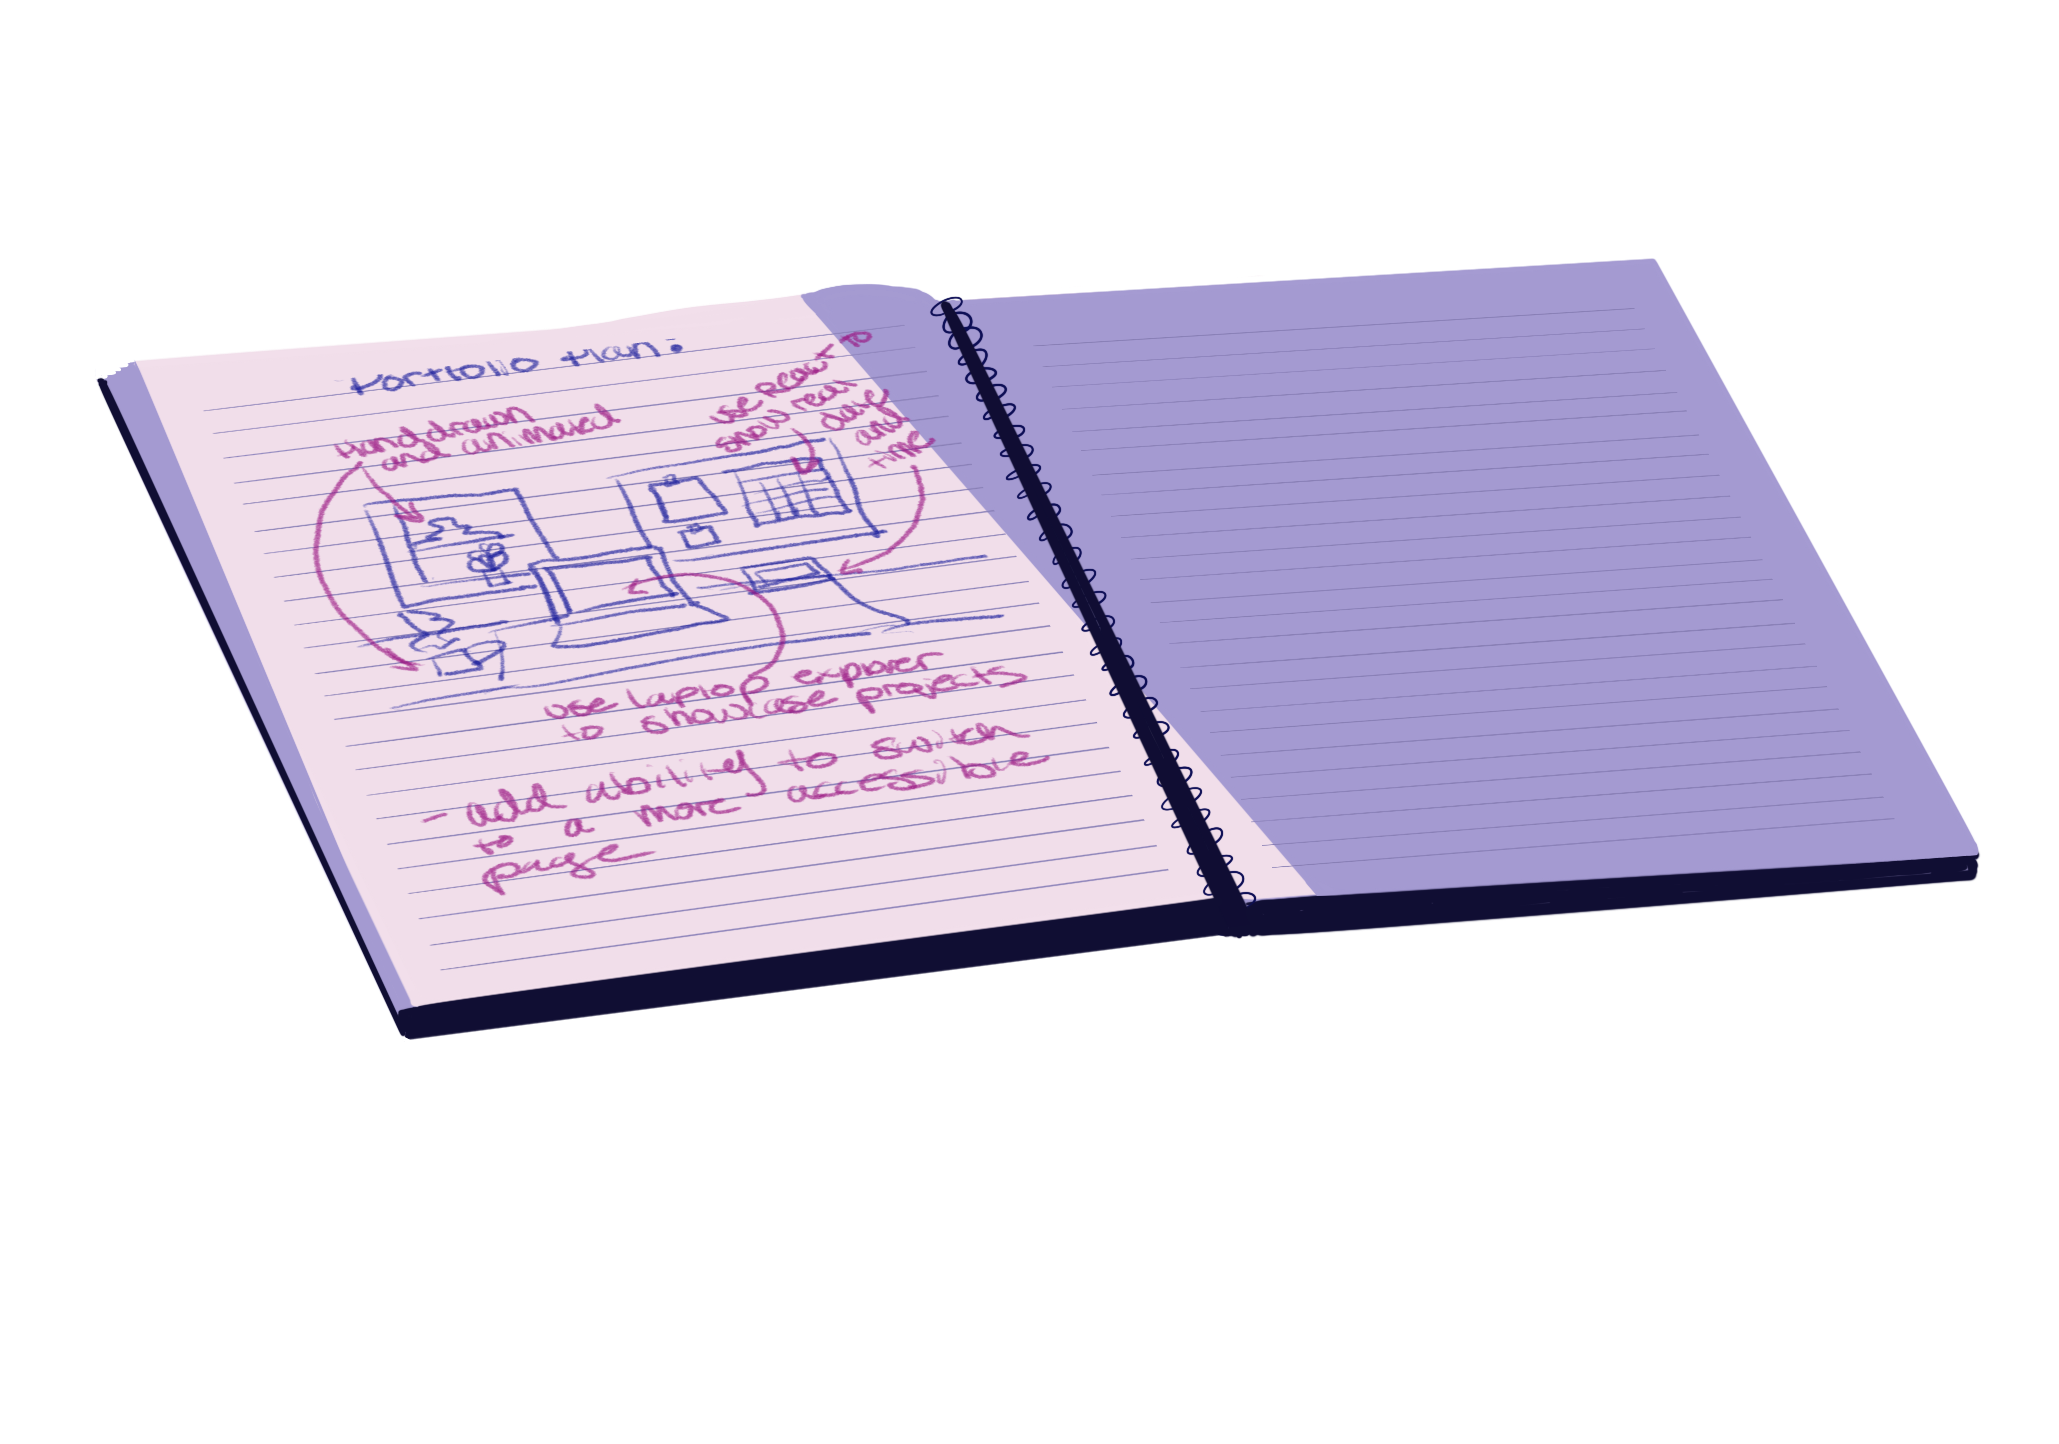 Portfolio Plan:
Hand drawn
and animated
use React to
show real
date
and
time
use laptop explorer
to showcase projects
- add ability to switch
to a more accessible
page